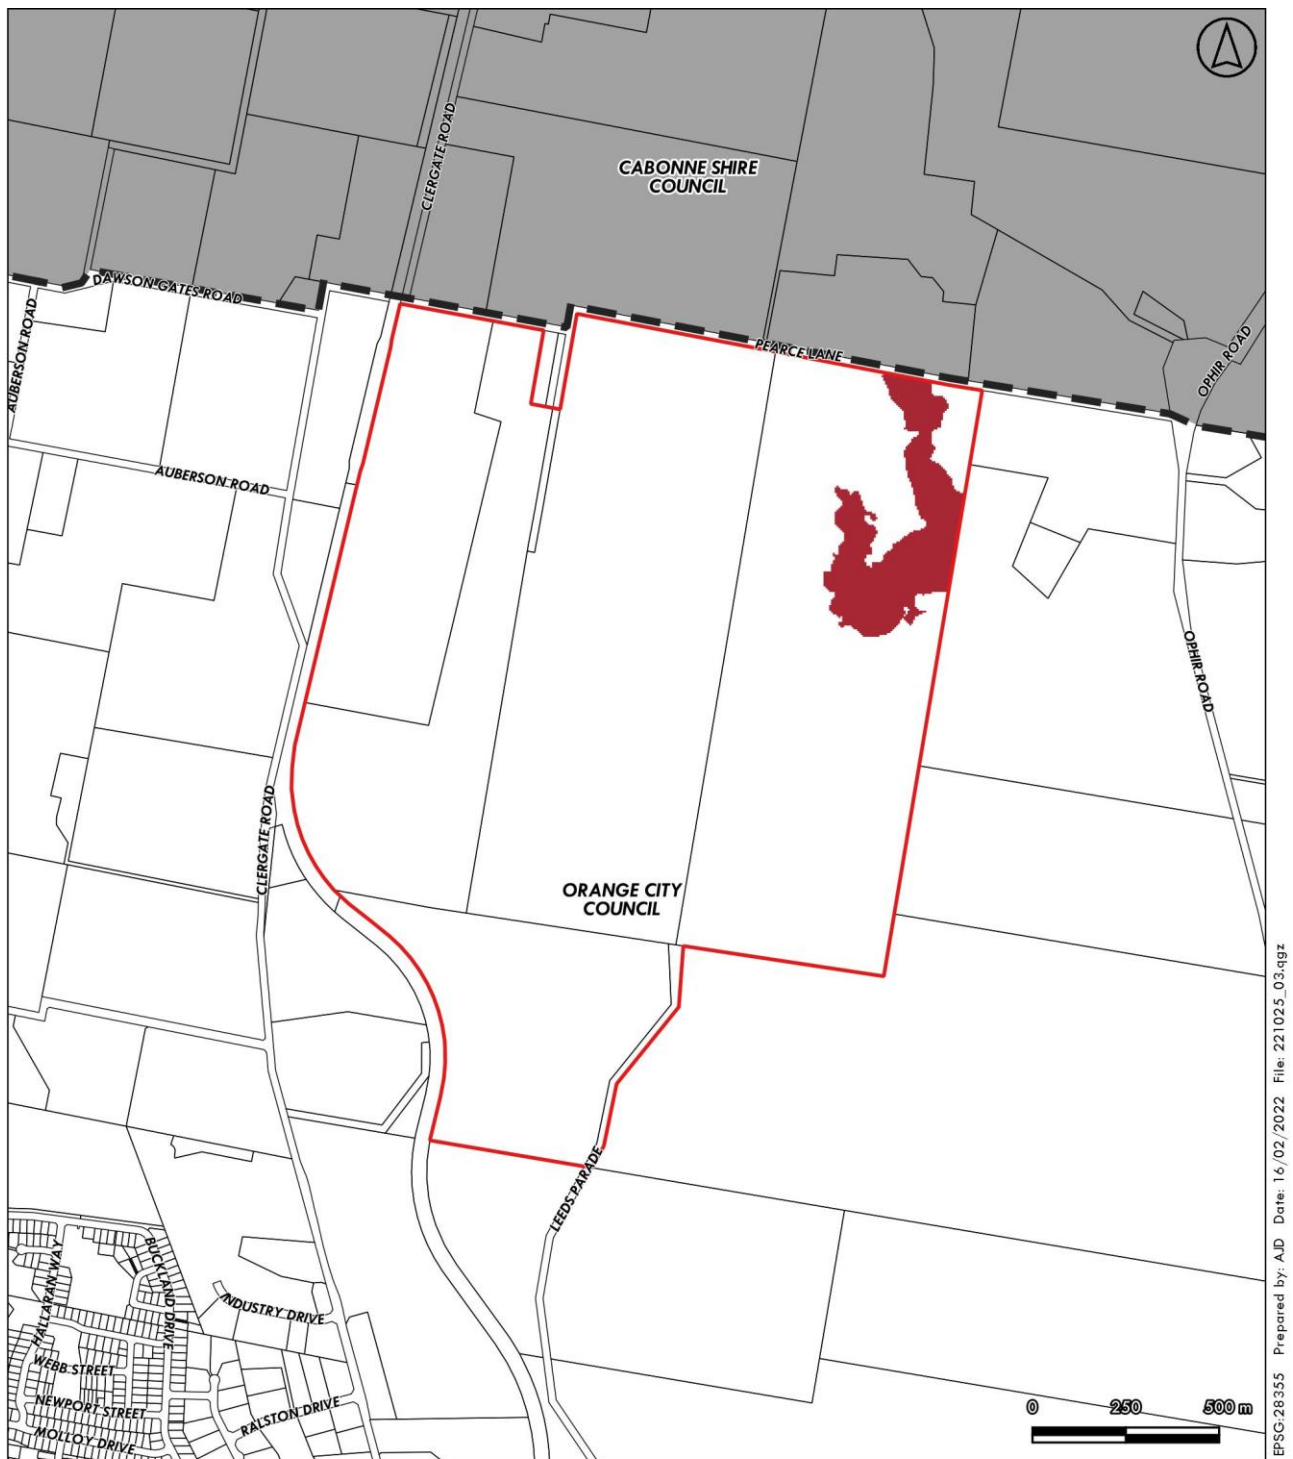 CLERGATE ROAD
CABONNE SHIRE
COUNCIL
DAWSON GATES ROAD
AUBERSON ROAD
PEARCE LANE
OPHIR ROAD
AUBERSON ROAD
OPHIR ROAD
CLERGATE ROAD
ORANGE CITY
COUNCIL
LEEDS PARADE
HALLARAN WAY
BUCKLAND DRIVE
INDUSTRY DRIVE
WEBB STREET
NEWPORT STREET
RALSTON DRIVE
MOLLOY DRIVE
0 250 500 m
EPSG:28355 Prepared by: AJD Date: 16/02/2022 File: 221025_03.qgz